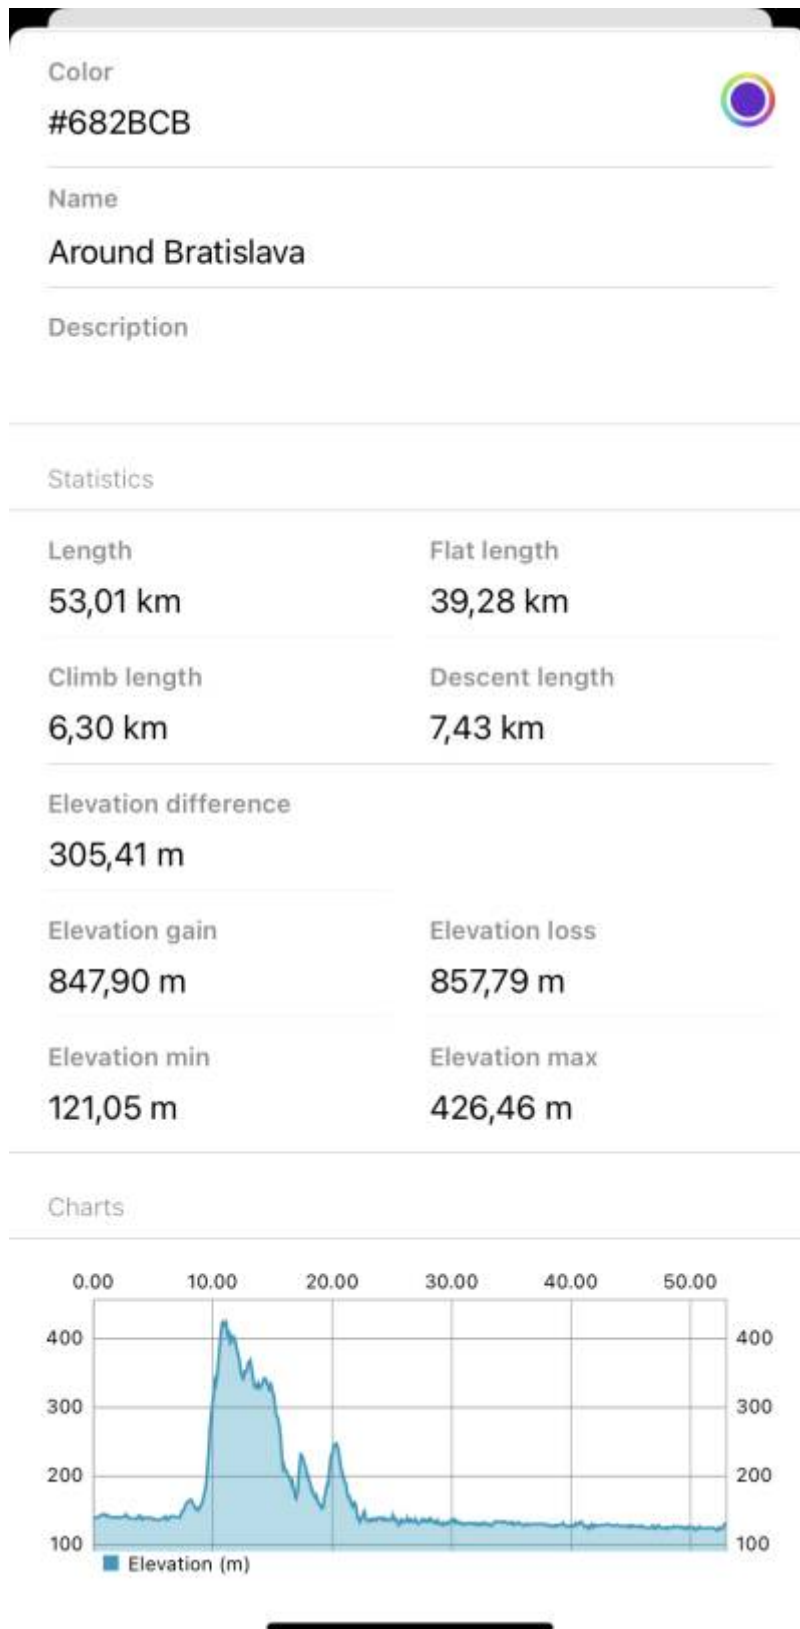 Color
#682BCB
Name
Around Bratislava
Description
Statistics
Length Flat length
53,01 km 39,28 km
Climb length Descent length
6,30 km 7,43 km
Elevation difference
305,41 m
Elevation gain Elevation loss
847,90 m 857,79 m
Elevation min Elevation max
121,05 m 426,46 m
Charts
0.00 10.00 20.00 30.00 40.00 50.00
400 400
300 300
200 200
100 100
Elevation (m)